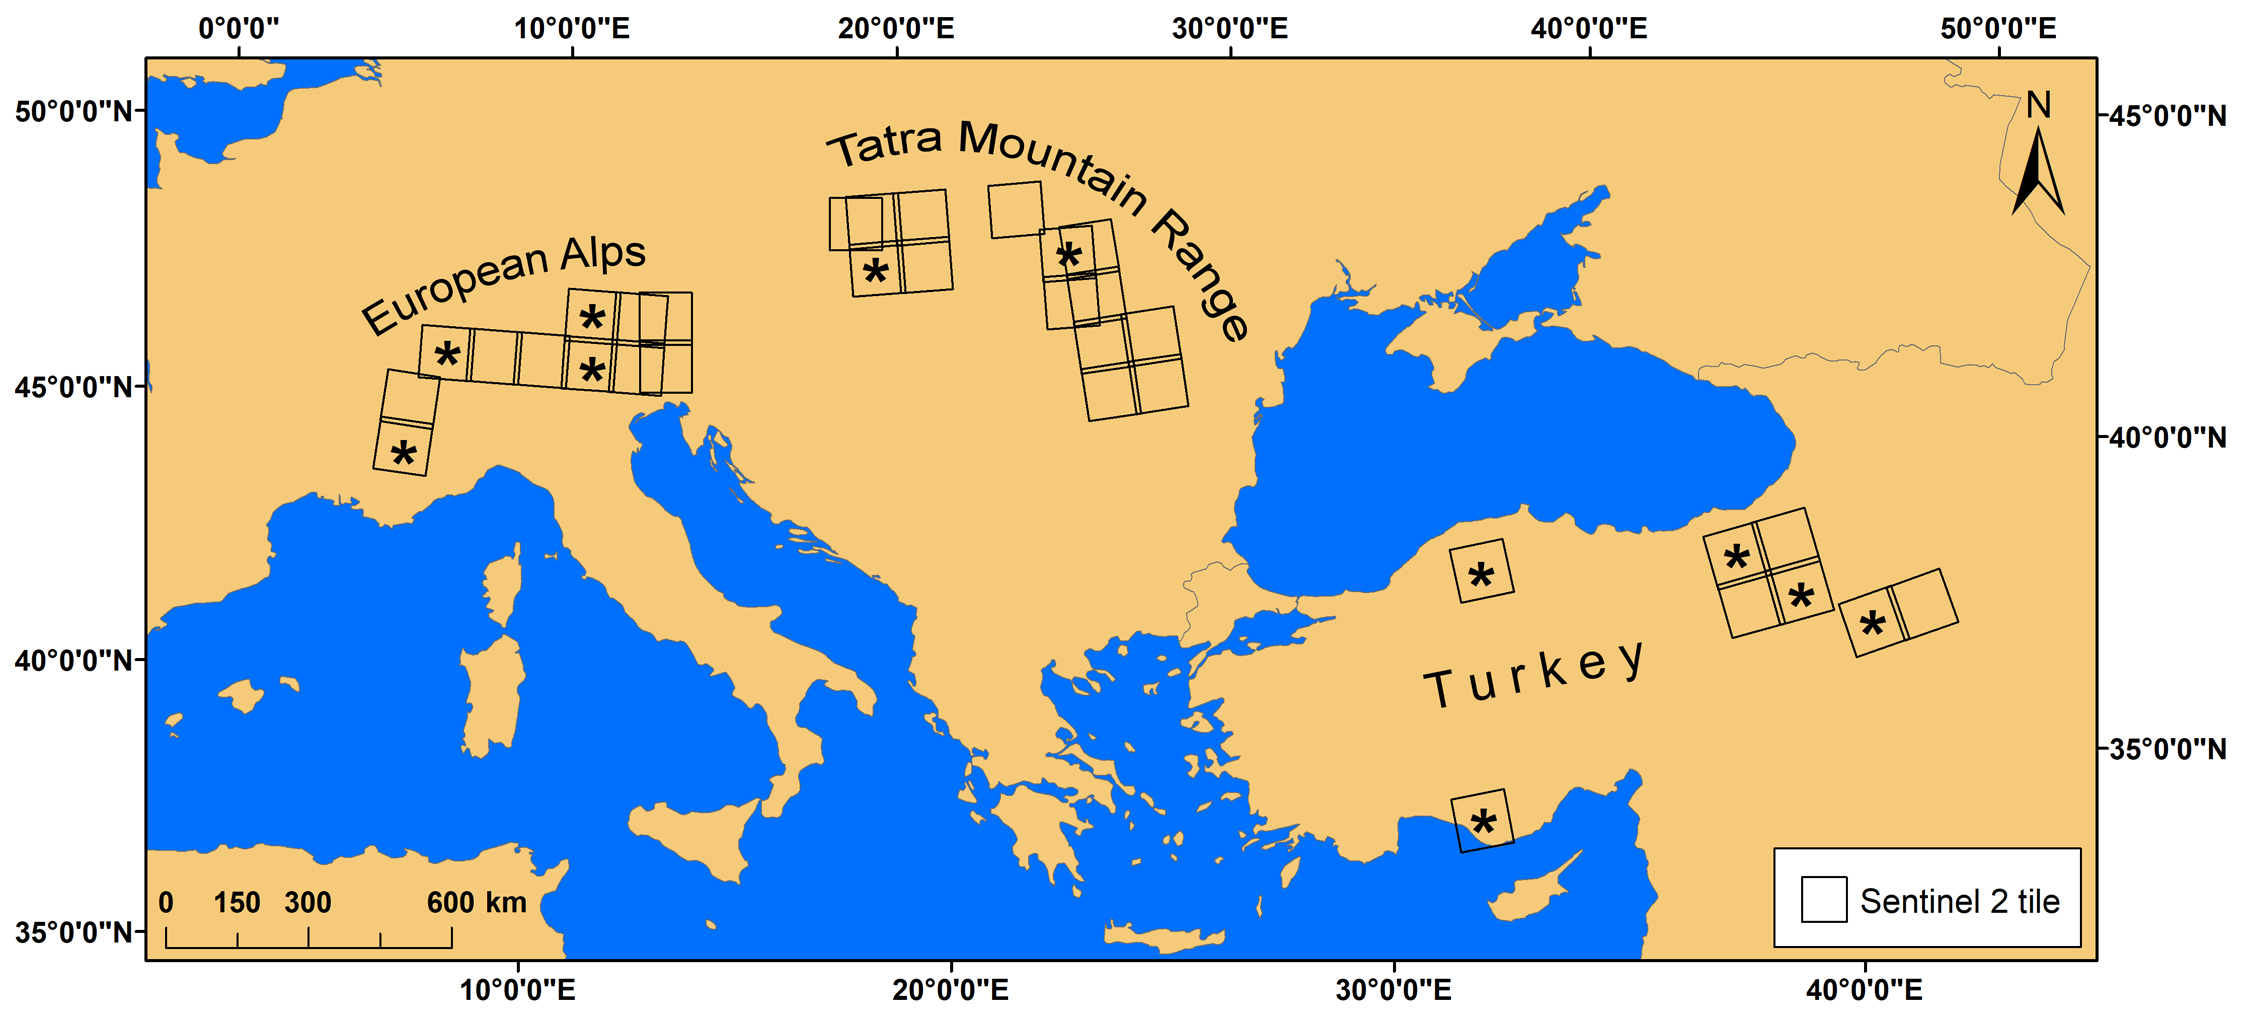 0°0'0" 10°0'0"E 20°0'0"E 30°0'0"E 40°0'0"E 50°0'0"E
50°0'0"N 45°0'0"N
N
Tatra Mountain Range
European Alps
*
*
*
*
*
*
45°0'0"N 40°0'0"N
*
*
*
*
*
40°0'0"N
Turkey
35°0'0"N
*
0 150 300 600 km
Sentinel 2 tile
35°0'0"N
10°0'0"E 20°0'0"E 30°0'0"E 40°0'0"E